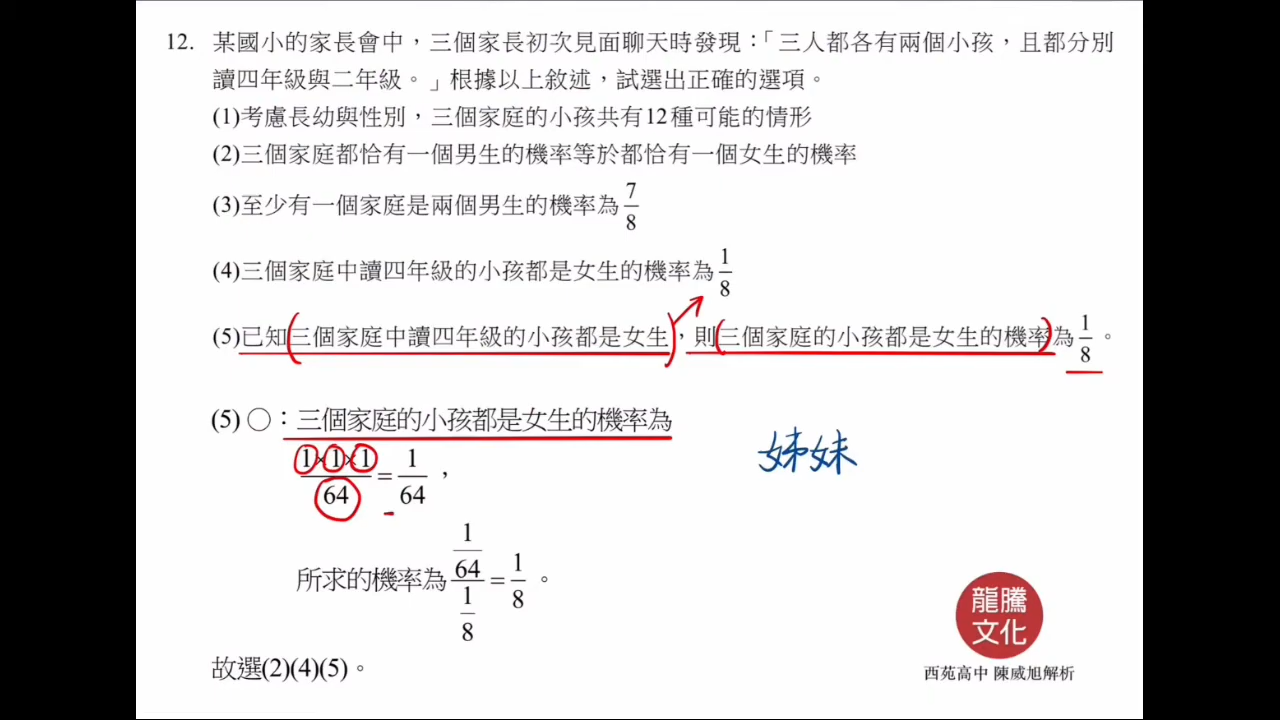 12. 某國小的家長會中，三個家長初次見面聊天時發現：「三人都各有兩個小孩，且都分別
讀四年級與二年級。」根據以上敘述，試選出正確的選項。
(1)考慮長幼與性別，三個家庭的小孩共有12種可能的情形
(2)三個家庭都恰有一個男生的機率等於都恰有一個女生的機率
(3)至少有一個家庭是兩個男生的機率為7/8
(4)三個家庭中讀四年級的小孩都是女生的機率為1/8
(5)已知(三個家庭中讀四年級的小孩都是女生)，則(三個家庭的小孩都是女生的機率)為1/8。
(5)○：三個家庭的小孩都是女生的機率為
1×1×1/64=1/64，
姊妹
所求的機率為(1/64)/(1/8)=1/8。
故選(2)(4)(5)。
龍騰
文化
西苑高中 陳威旭解析